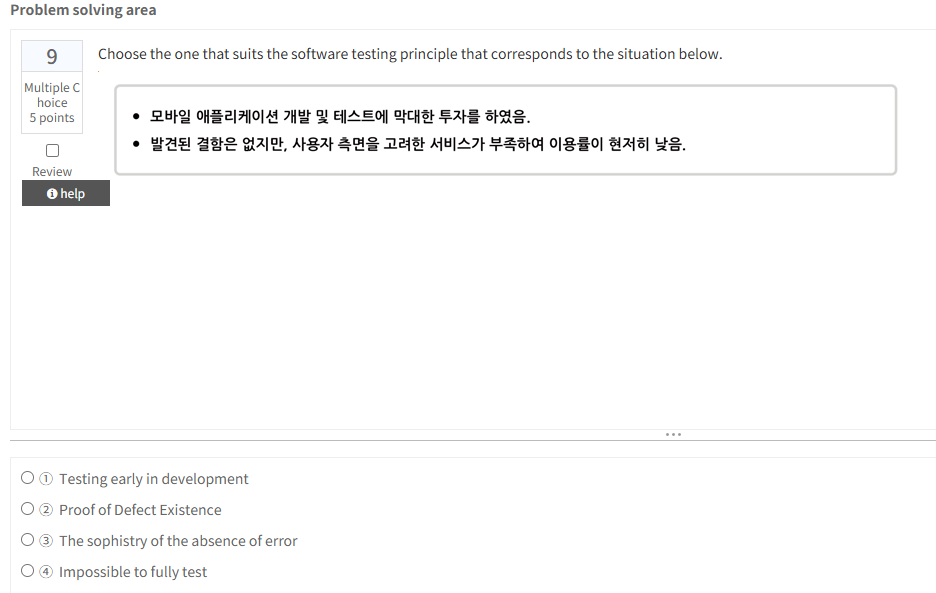 Problem solving area
9
Choose the one that suits the software testing principle that corresponds to the situation below.
Multiple C
hoice
5 points
• 모바일 애플리케이션 개발 및 테스트에 막대한 투자를 하였음.
• 발견된 결함은 없지만, 사용자 측면을 고려한 서비스가 부족하여 이용률이 현저히 낮음.
Review
help
① Testing early in development
② Proof of Defect Existence
③ The sophistry of the absence of error
④ Impossible to fully test